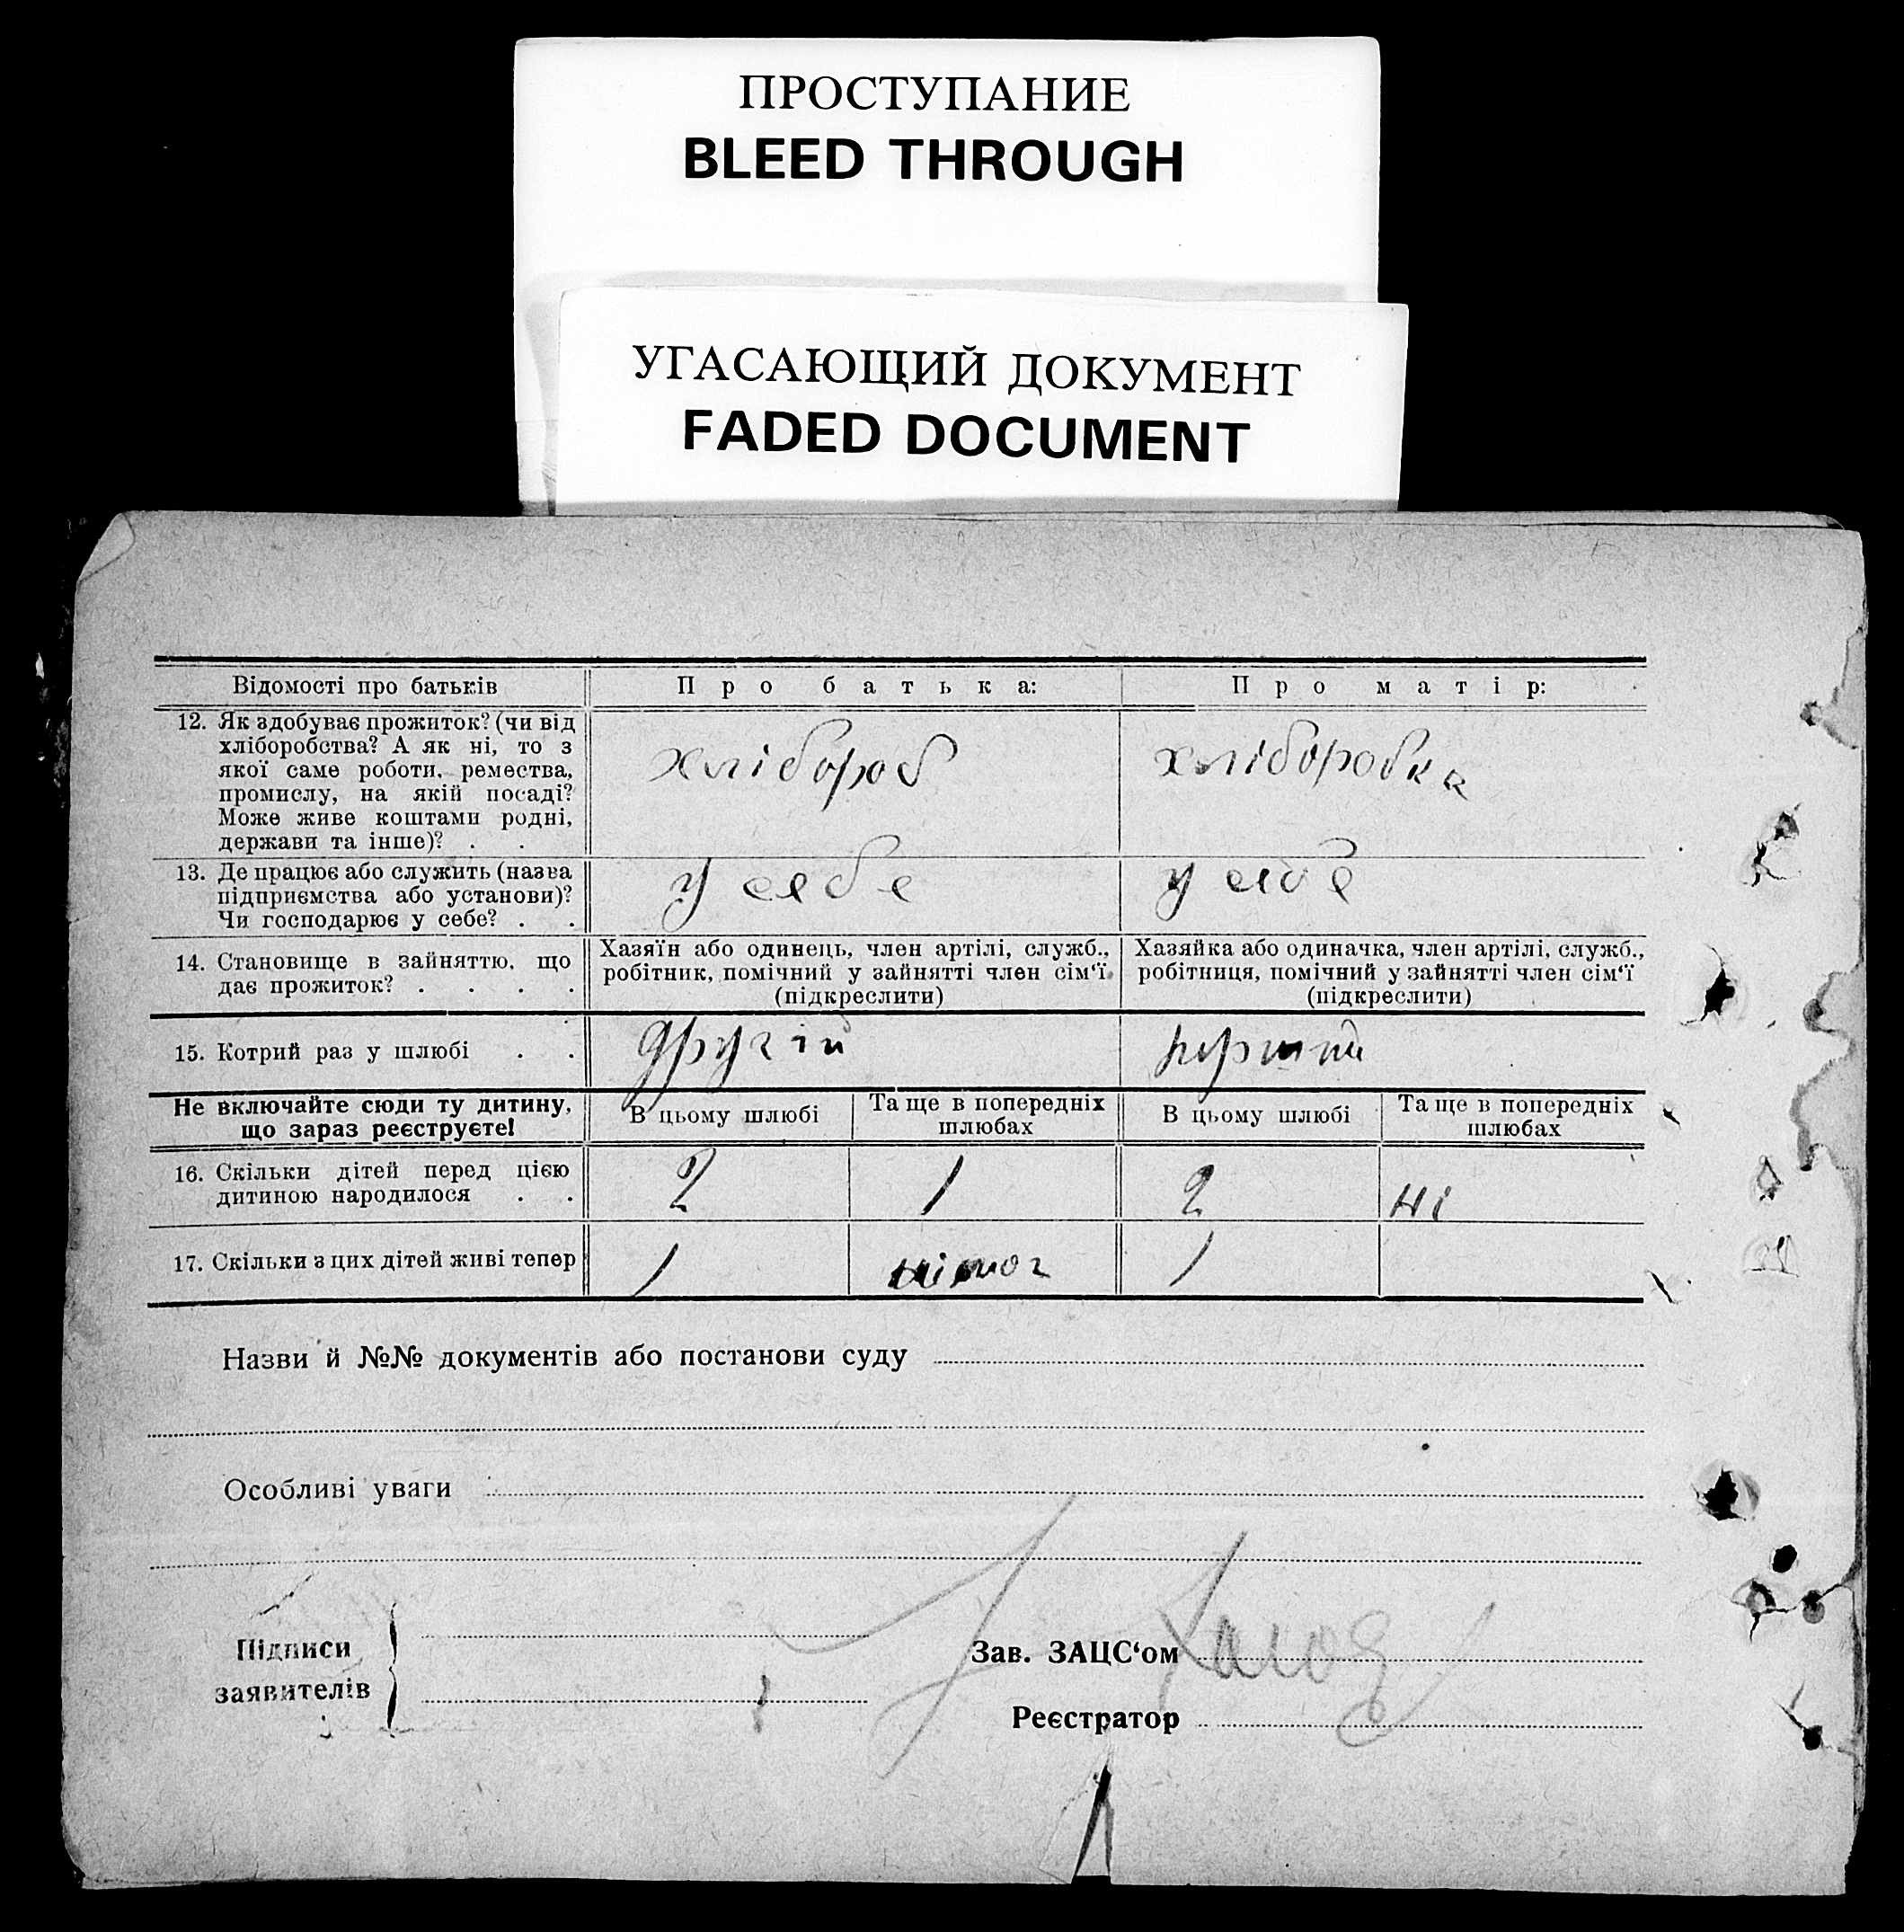 ПРОСТУПАНИЕ
BLEED THROUGH
УГАСАЮЩИЙ ДОКУМЕНТ
FADED DOCUMENT
Відомості про батьків
Про батька:
Про матір:
12. Як здобуває прожиток? (чи від
хліборобства? А як ні, то з
якої саме роботи, ремества,
промислу, на якій посаді?
Може живе коштами родні,
держави та інше)? . .
хлібороб
хліборобка
13. Де працює або служить (назва
підприємства або установи)?
Чи господарює у себе? . .
у себе
у себе
14. Становище в зайняттю, що
дає прожиток? . . . .
Хазяїн або одинець, член артілі, служб.,
робітник, помічний у зайнятті член сім'ї
(підкреслити)
Хазяйка або одиначка, член артілі, служб.,
робітниця, помічний у зайнятті член сім'ї
(підкреслити)
15. Котрий раз у шлюбі . .
другій
Не включайте сюди ту дитину,
що зараз реєструєте!
В цьому шлюбі
Та ще в попередніх
шлюбах
В цьому шлюбі
Та ще в попередніх
шлюбах
16. Скільки дітей перед цією
дитиною народилося . .
2
1
2
ні
17. Скільки з цих дітей живі тепер
1
1
Назви й №№ документів або постанови суду
Особливі уваги
Підписи
заявителів
Зав. ЗАЦС'ом
Реєстратор